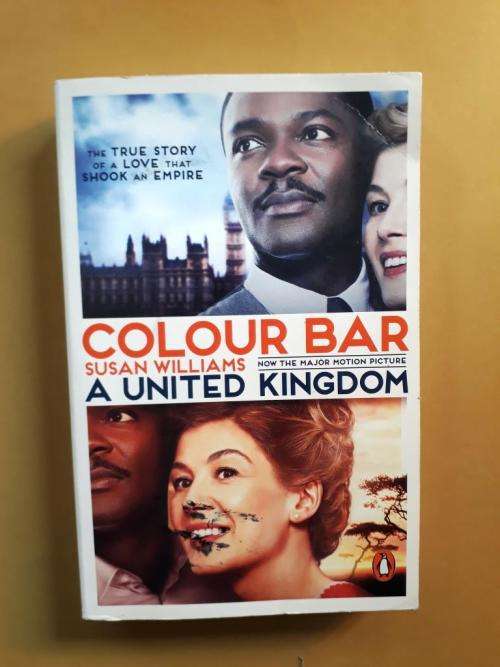 THE TRUE STORY
OF A LOVE THAT
SHOOK AN EMPIRE
COLOUR BAR
SUSAN WILLIAMS
NOW THE MAJOR MOTION PICTURE
A UNITED KINGDOM